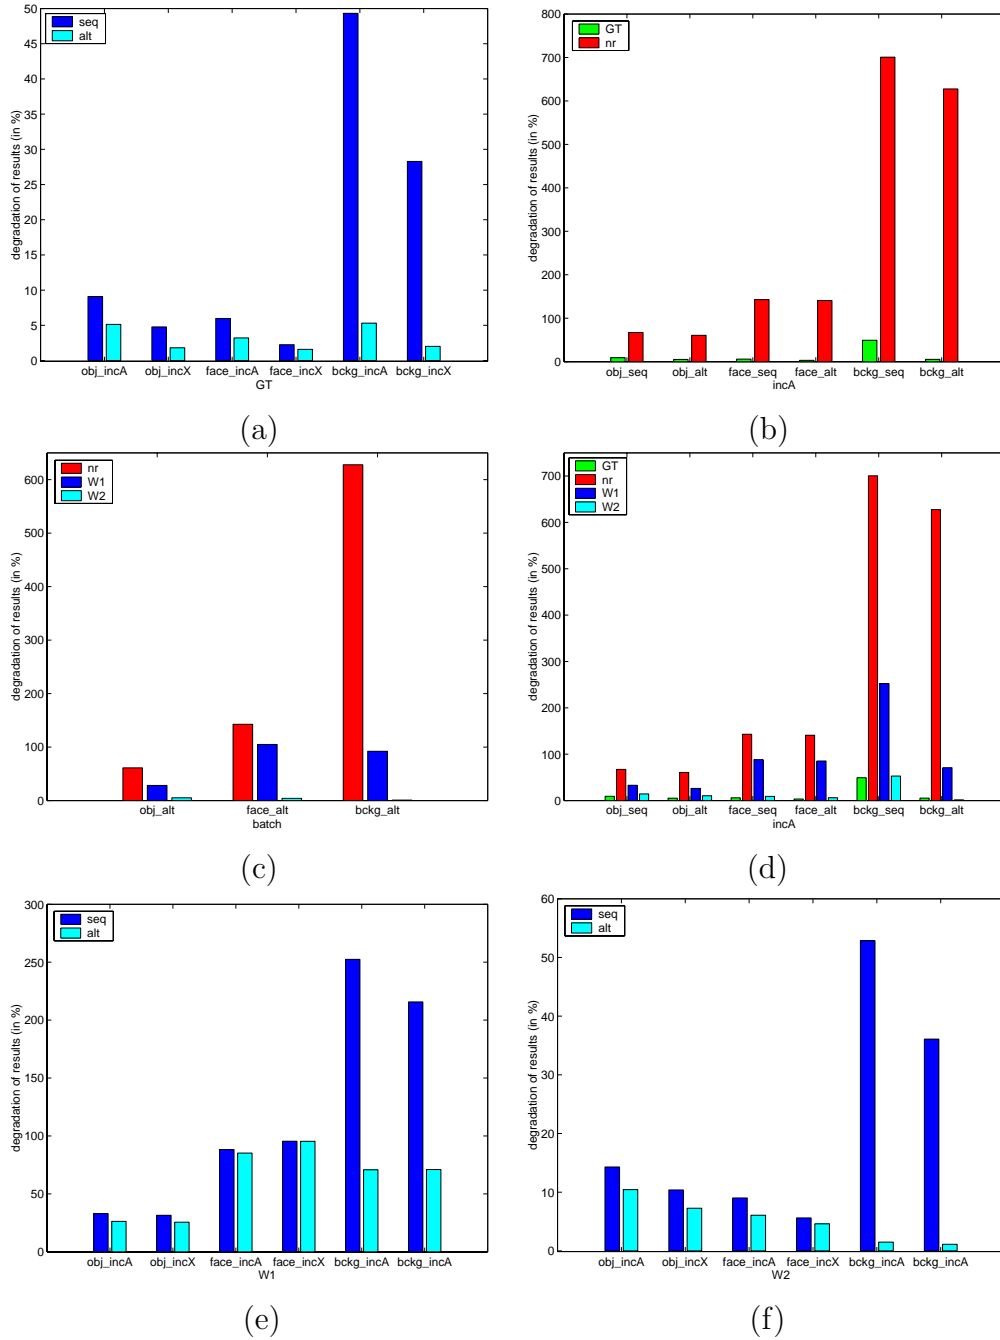 seq
alt
50
45
40
35
30
25
20
15
10
5
0
degradation of results (in %)
obj_incA obj_incX face_incA face_incX bckg_incA bckg_incX
GT
(a)
GT
nr
800
700
600
500
400
300
200
100
0
degradation of results (in %)
obj_seq obj_alt face_seq face_alt bckg_seq bckg_alt
incA
(b)
nr
W1
W2
600
500
400
300
200
100
0
degradation of results (in %)
obj_alt face_alt bckg_alt
batch
(c)
GT
nr
W1
W2
700
600
500
400
300
200
100
0
degradation of results (in %)
obj_seq obj_alt face_seq face_alt bckg_seq bckg_alt
incA
(d)
seq
alt
300
250
200
150
100
50
0
degradation of results (in %)
obj_incA obj_incX face_incA face_incX bckg_incA bckg_incA
W1
(e)
seq
alt
60
50
40
30
20
10
0
degradation of results (in %)
obj_incA obj_incX face_incA face_incX bckg_incA bckg_incA
W2
(f)